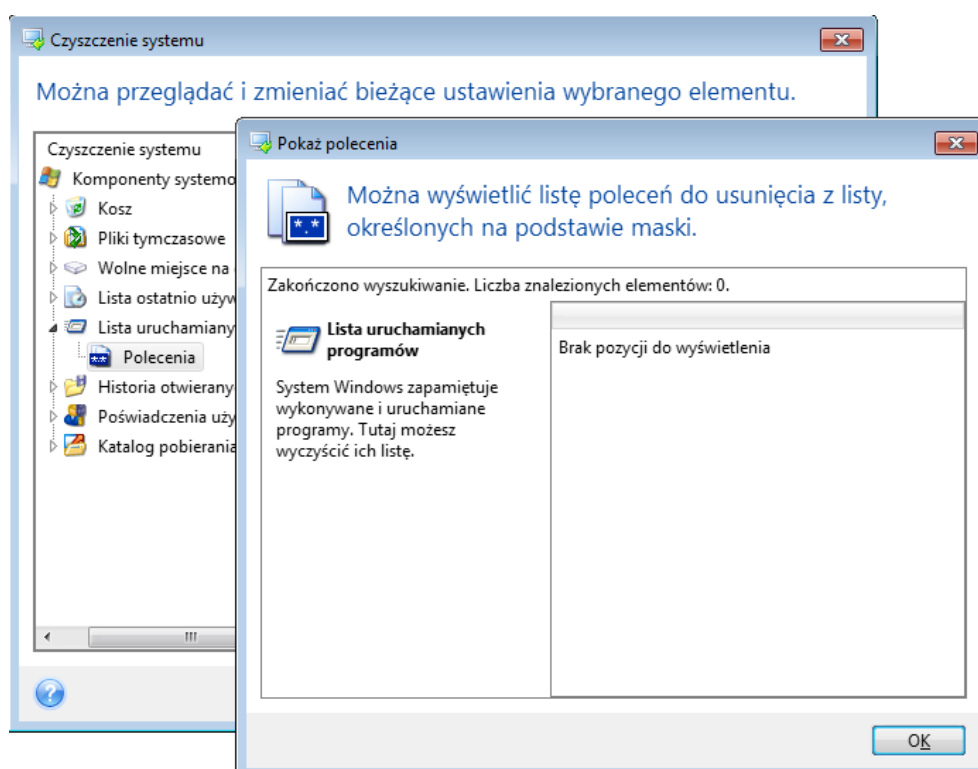 Czyszczenie systemu
Można przeglądać i zmieniać bieżące ustawienia wybranego elementu.
Czyszczenie systemu
Komponenty systemo
Kosz
Pliki tymczasowe
Wolne miejsce na
Lista ostatnio używ
Lista uruchamiany
Polecenia
Historia otwierany
Poświadczenia uży
Katalog pobierania
Pokaż polecenia
Można wyświetlić listę poleceń do usunięcia z listy,
określonych na podstawie maski.
Zakończono wyszukiwanie. Liczba znalezionych elementów: 0.
Lista uruchamianych
programów
System Windows zapamiętuje
wykonywane i uruchamiane
programy. Tutaj możesz
wyczyścić ich listę.
Brak pozycji do wyświetlenia
OK